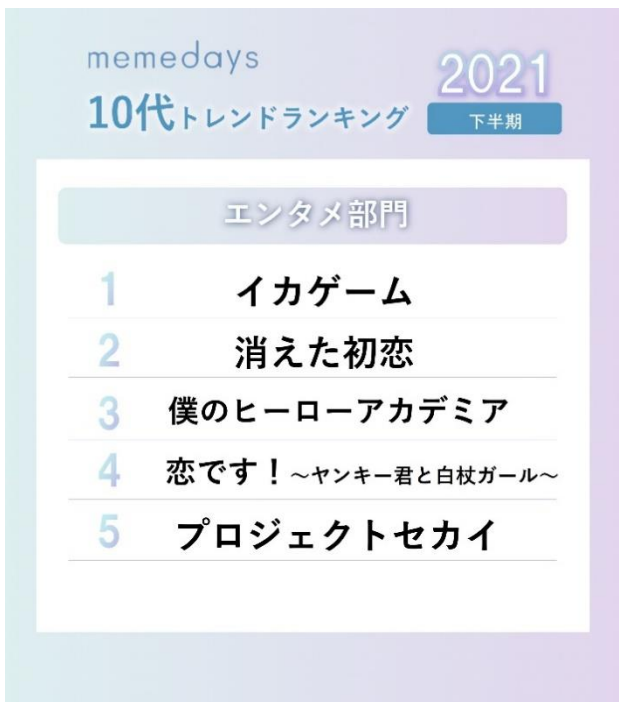 memedays
2021
10代トレンドランキング
下半期
エンタメ部門
1 イカゲーム
2 消えた初恋
3 僕のヒーローアカデミア
4 恋です！～ヤンキー君と白杖ガール～
5 プロジェクトセカイ